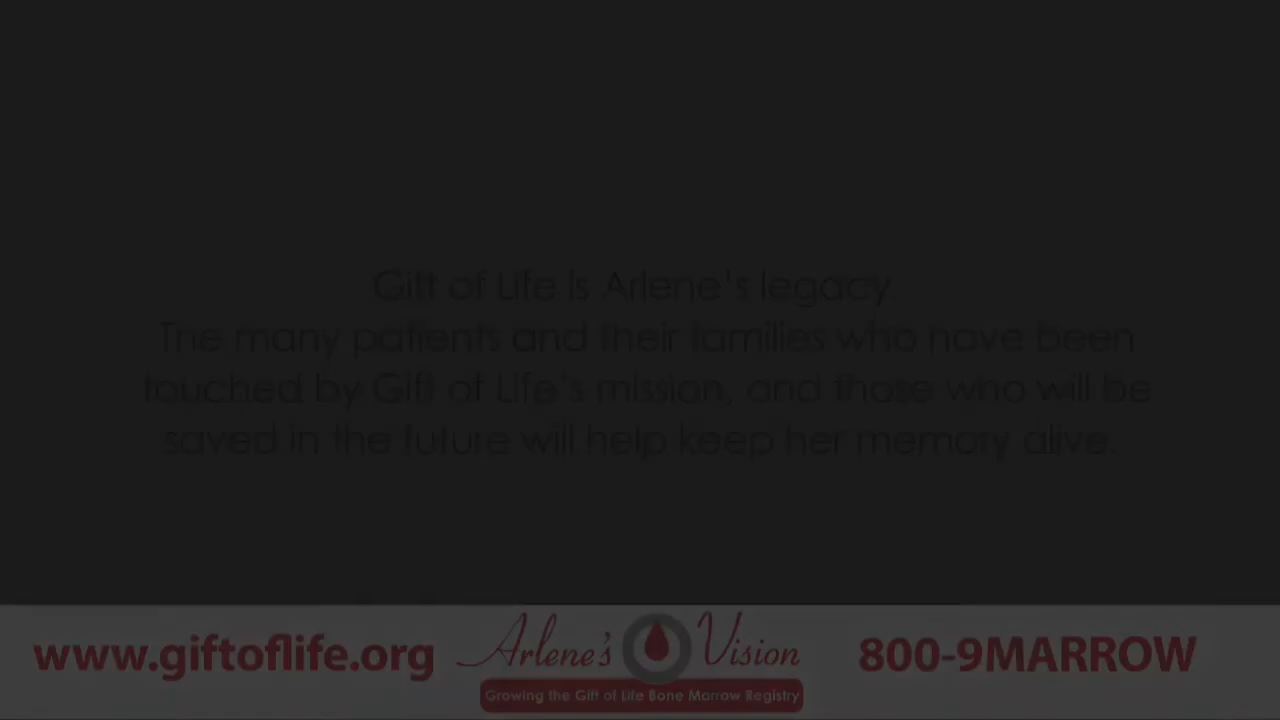 Gift of Life is Arlene's legacy
The many patients and their families who have been
touched by Gift of Life's mission, and those who will be
saved in the future will help keep her memory alive.
www.giftoflife.org
Arlene's Vision
Growing the Gift of Life Bone Marrow Registry
800-9MARROW